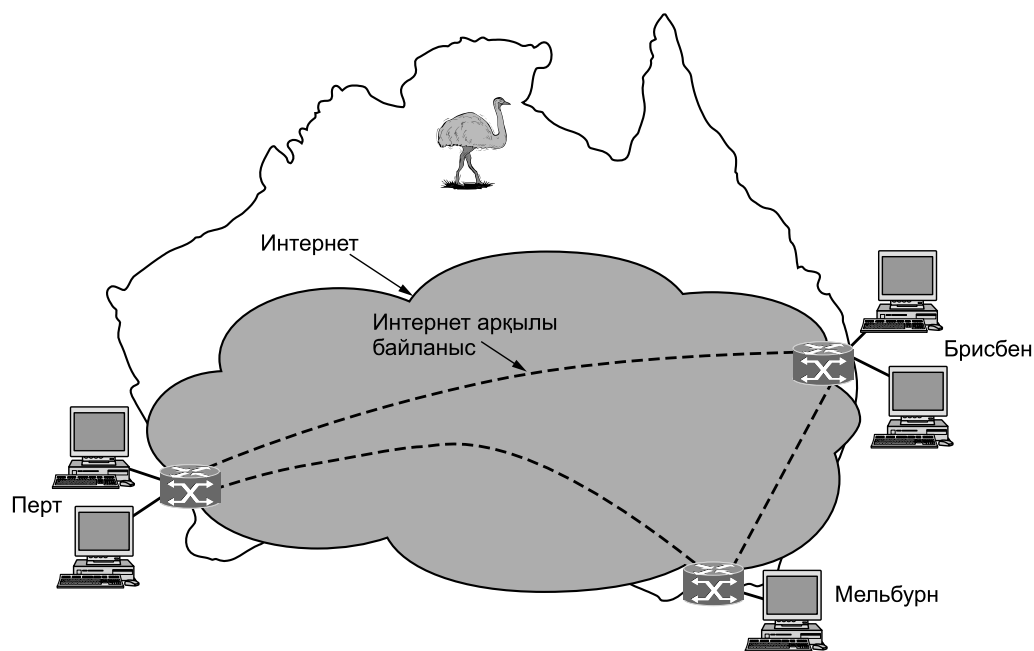 Интернет
Интернет арқылы
байланыс
Брисбен
Перт
Мельбурн